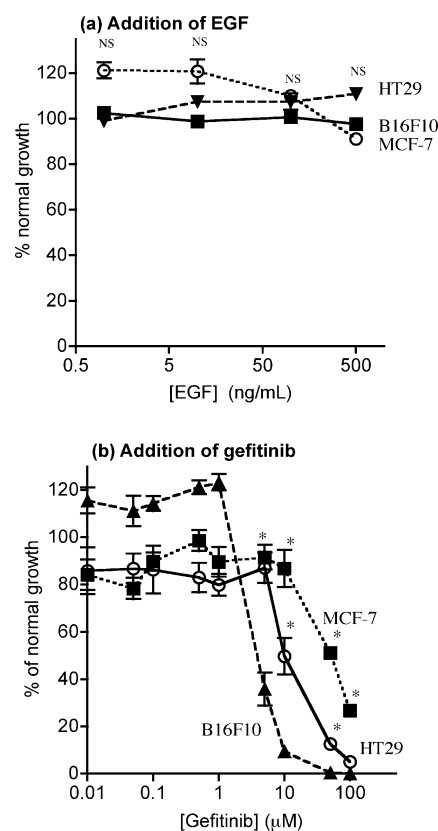 (a) Addition of EGF
NS NS NS NS
120
100
80
60
40
20
0
% normal growth
HT29
B16F10
MCF-7
0.5 5 50 500
[EGF] (ng/mL)
(b) Addition of gefitinib
120
100
80
60
40
20
0
% of normal growth
* *
MCF-7
*
*
*
B16F10
*
HT29
0.01 0.1 1 10 100
[Gefitinib] (µM)